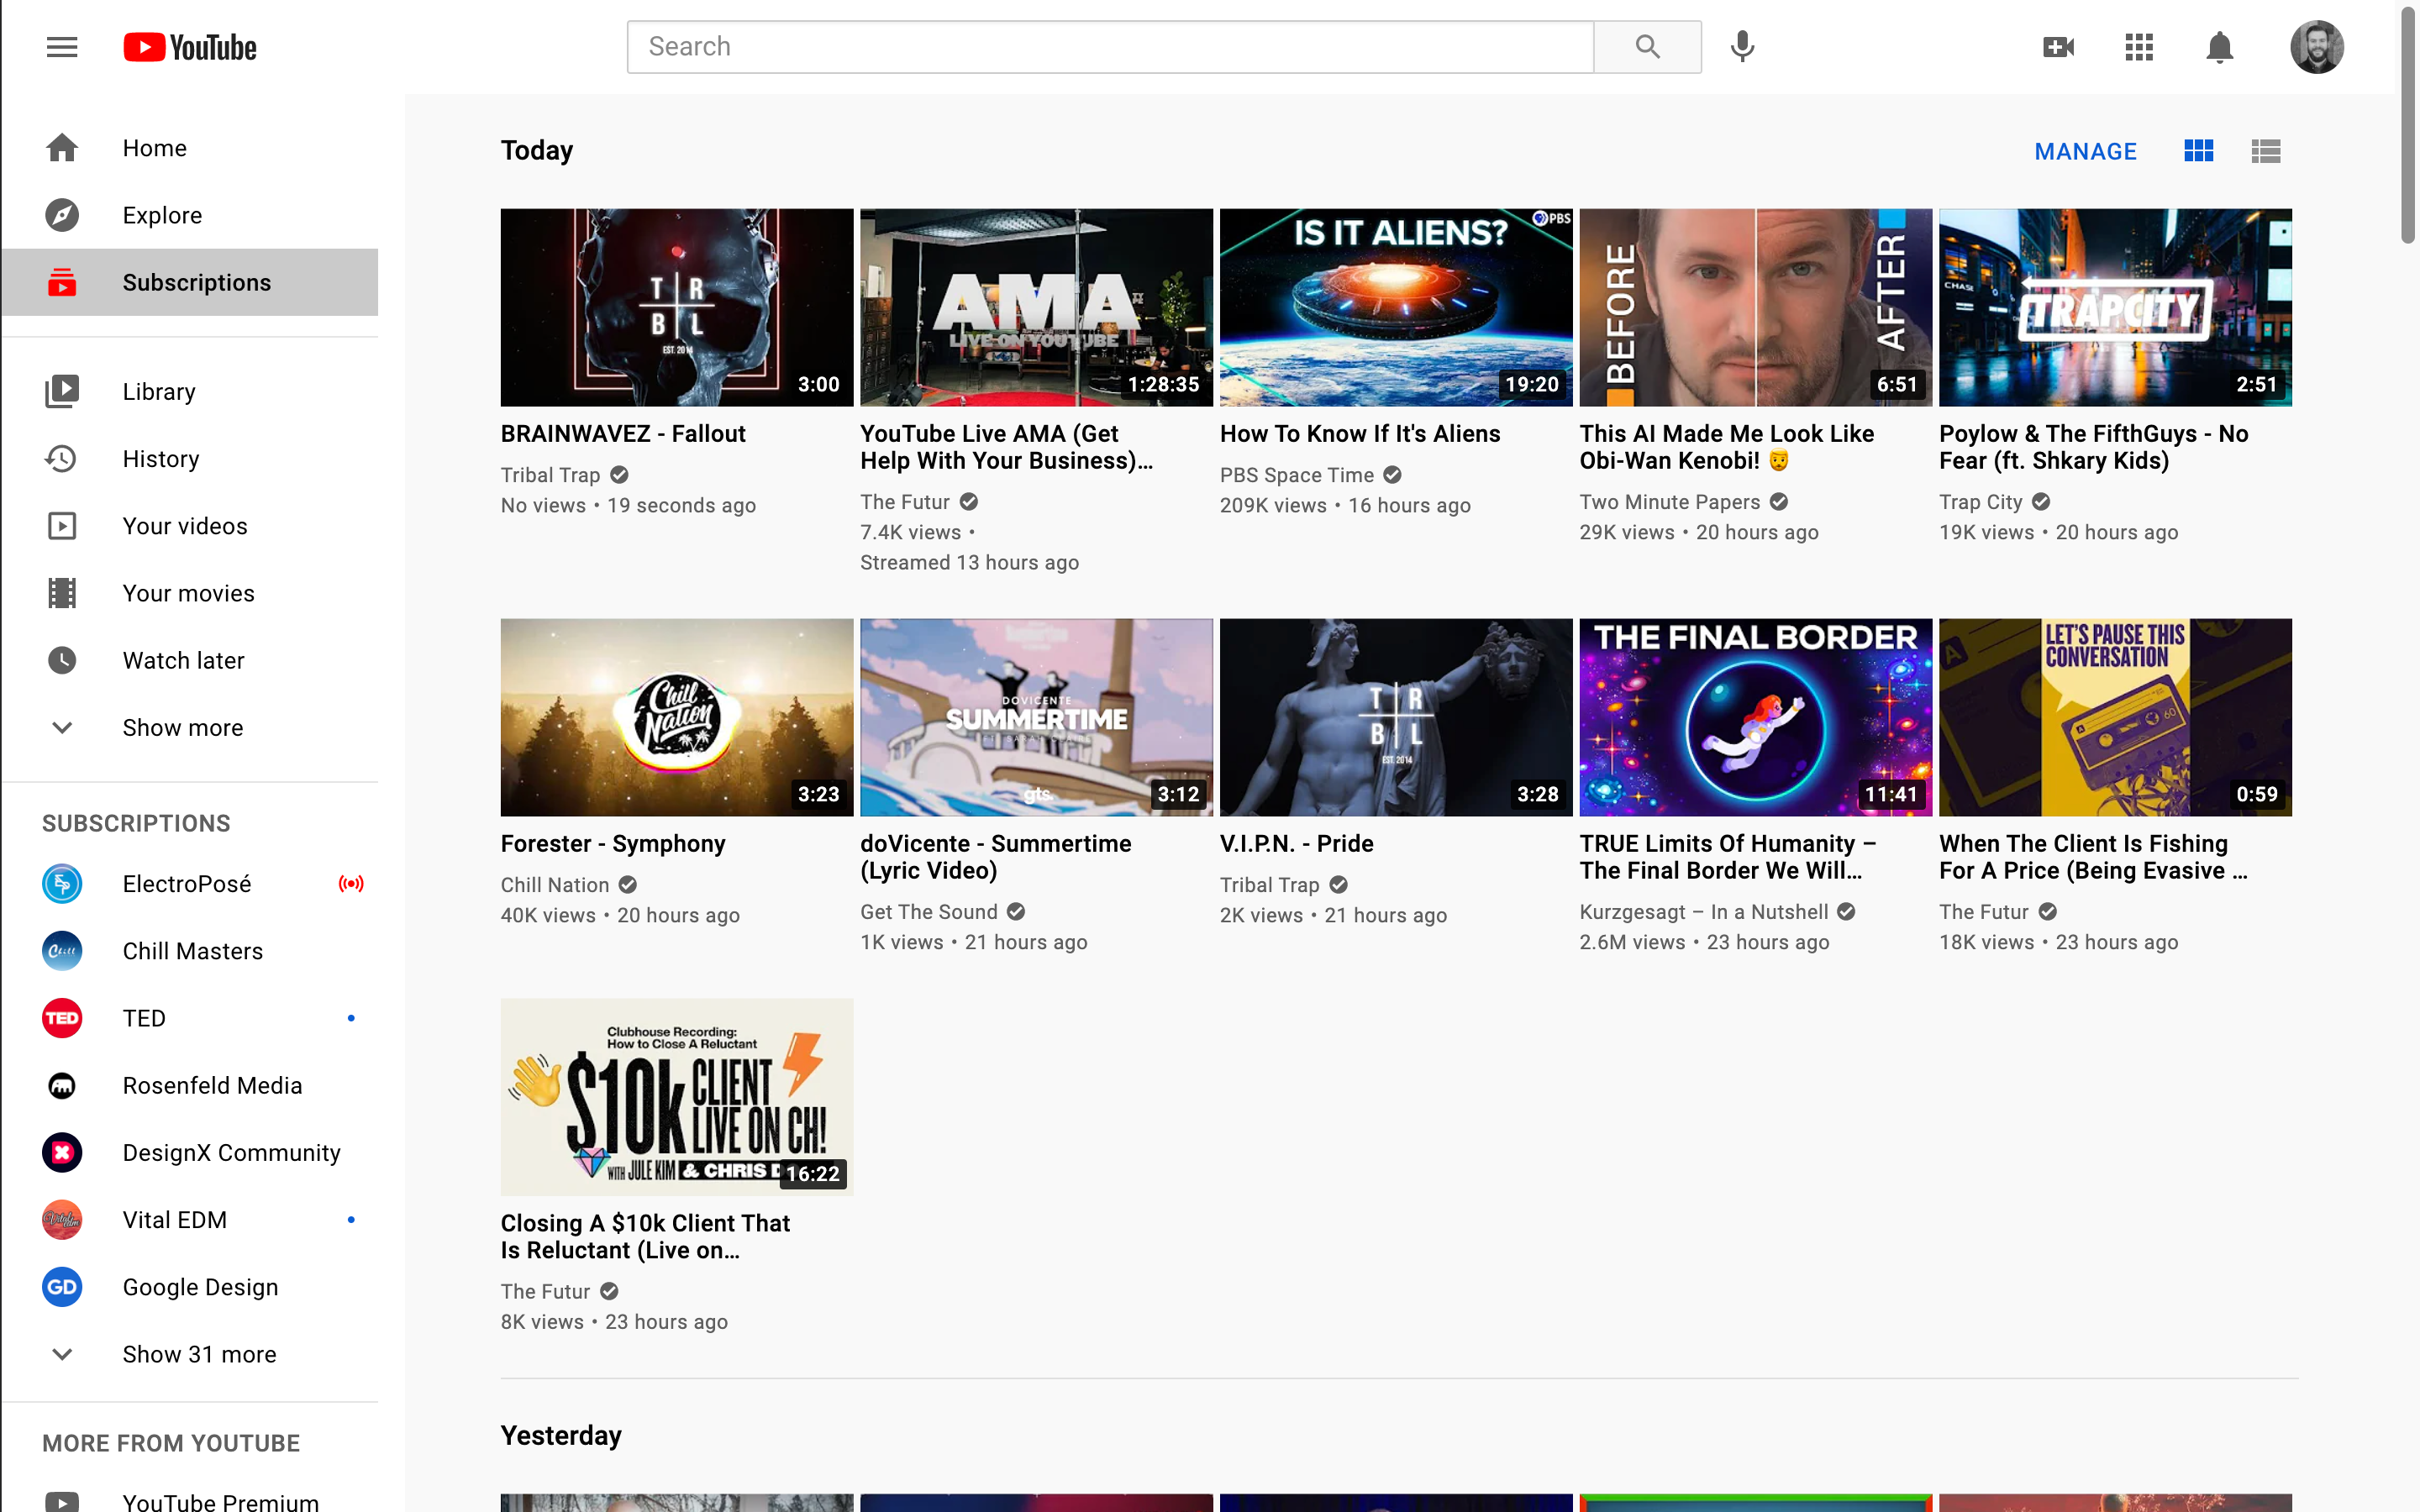 YouTube
Search
Home
Explore
Subscriptions
Library
History
Your videos
Your movies
Watch later
Show more
SUBSCRIPTIONS
ElectroPosé
Chill Masters
TED
TED
Rosenfeld Media
DesignX Community
Vital EDM
GD
Google Design
Show 31 more
MORE FROM YOUTUBE
YouTube Premium
Today
MANAGE
T R
B L
EST. 2014
3:00
BRAINWAVEZ - Fallout
Tribal Trap
No views • 19 seconds ago
AMA
LIVE ON YOUTUBE
1:28:35
YouTube Live AMA (Get
Help With Your Business)...
The Futur
7.4K views •
Streamed 13 hours ago
PBS
IS IT ALIENS?
19:20
How To Know If It's Aliens
PBS Space Time
209K views • 16 hours ago
BEFORE
AFTER
6:51
This AI Made Me Look Like
Obi-Wan Kenobi! 🧔
Two Minute Papers
29K views • 20 hours ago
CHASE
TRAPCITY
2:51
Poylow & The FifthGuys - No
Fear (ft. Shkary Kids)
Trap City
19K views • 20 hours ago
Chill
Nation
3:23
Forester - Symphony
Chill Nation
40K views • 20 hours ago
DOVICENTE
SUMMERTIME
gts.
3:12
doVicente - Summertime
(Lyric Video)
Get The Sound
1K views • 21 hours ago
T R
B L
EST. 2014
3:28
V.I.P.N. - Pride
Tribal Trap
2K views • 21 hours ago
THE FINAL BORDER
11:41
TRUE Limits Of Humanity –
The Final Border We Will...
Kurzgesagt – In a Nutshell
2.6M views • 23 hours ago
LET'S PAUSE THIS
CONVERSATION
A
60
0:59
When The Client Is Fishing
For A Price (Being Evasive ...
The Futur
18K views • 23 hours ago
Clubhouse Recording:
How to Close A Reluctant
$10k CLIENT
LIVE ON CH!
WITH JULE KIM & CHRIS D
16:22
Closing A $10k Client That
Is Reluctant (Live on...
The Futur
8K views • 23 hours ago
Yesterday